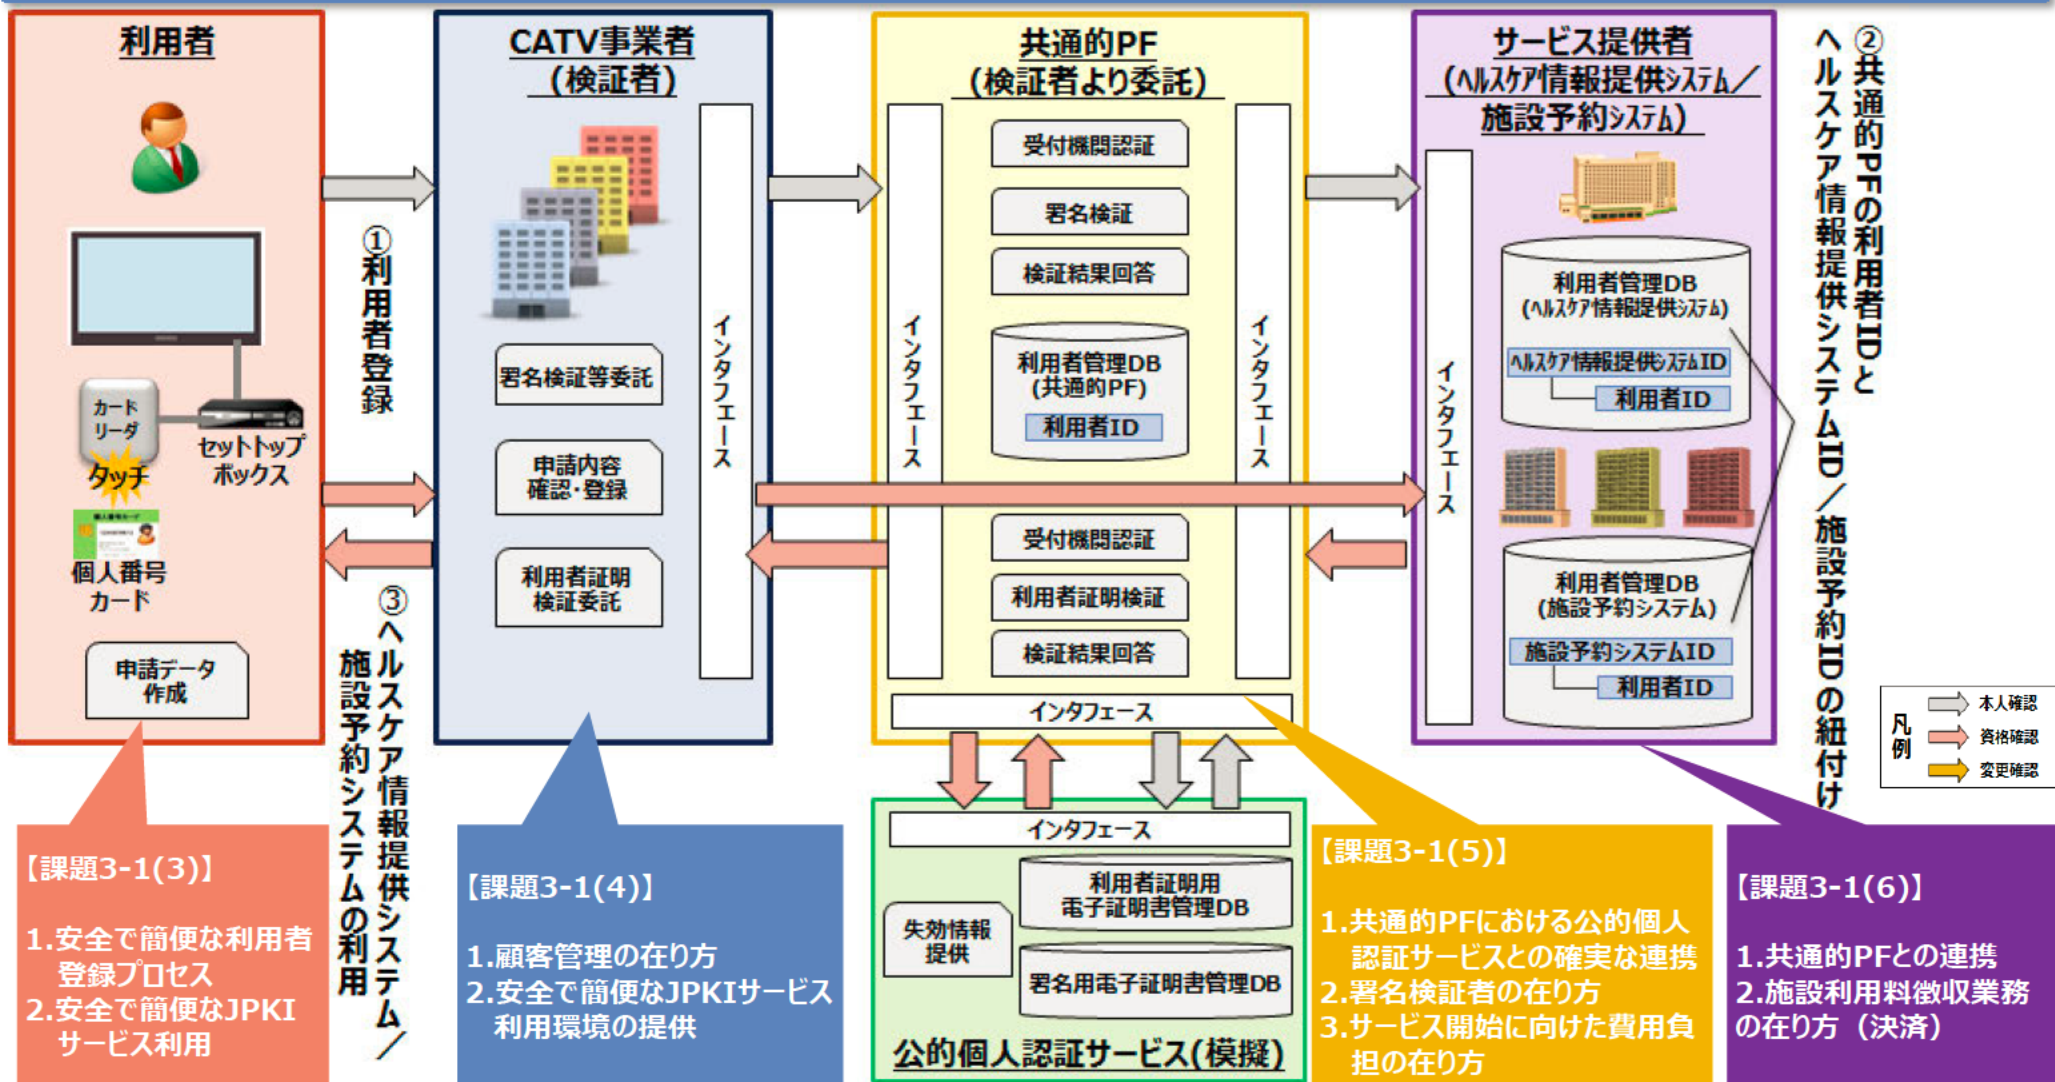 利用者
カード
リーダ
タッチ
セットトップ
ボックス
個人番号カード
個人番号
カード
申請データ
作成
①利用者登録
③ヘルスケア情報提供システム／
施設予約システムの利用
CATV事業者
(検証者)
署名検証等委託
申請内容
確認・登録
利用者証明
検証委託
インタフェース
共通的PF
(検証者より委託)
インタフェース
受付機関認証
署名検証
検証結果回答
利用者管理DB
(共通的PF)
利用者ID
受付機関認証
利用者証明検証
検証結果回答
インタフェース
インタフェース
サービス提供者
(ﾍﾙｽｹｱ情報提供ｼｽﾃﾑ／
施設予約ｼｽﾃﾑ)
インタフェース
利用者管理DB
(ﾍﾙｽｹｱ情報提供ｼｽﾃﾑ)
ﾍﾙｽｹｱ情報提供ｼｽﾃﾑID
利用者ID
利用者管理DB
(施設予約システム)
施設予約システムID
利用者ID
②共通的PFの利用者IDと
ヘルスケア情報提供システムID／施設予約IDの紐付け
凡例
本人確認
資格確認
変更確認
インタフェース
失効情報
提供
利用者証明用
電子証明書管理DB
署名用電子証明書管理DB
公的個人認証サービス(模擬)
【課題3-1(3)】
1.安全で簡便な利用者
登録プロセス
2.安全で簡便なJPKI
サービス利用
【課題3-1(4)】
1.顧客管理の在り方
2.安全で簡便なJPKIサービス
利用環境の提供
【課題3-1(5)】
1.共通的PFにおける公的個人
認証サービスとの確実な連携
2.署名検証者の在り方
3.サービス開始に向けた費用負
担の在り方
【課題3-1(6)】
1.共通的PFとの連携
2.施設利用料徴収業務
の在り方（決済）